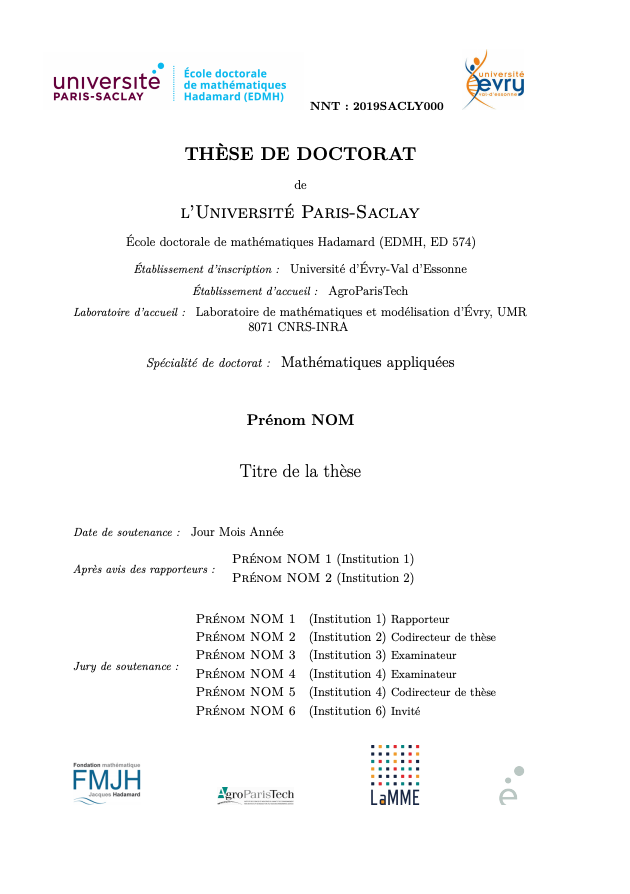 université
PARIS-SACLAY
École doctorale
de mathématiques
Hadamard (EDMH)
NNT : 2019SACLY000
université
evry
val-d'essonne
THÈSE DE DOCTORAT
de
l'Université Paris-Saclay
École doctorale de mathématiques Hadamard (EDMH, ED 574)
Établissement d'inscription : Université d'Évry-Val d'Essonne
Établissement d'accueil : AgroParisTech
Laboratoire d'accueil : Laboratoire de mathématiques et modélisation d'Évry, UMR
8071 CNRS-INRA
Spécialité de doctorat : Mathématiques appliquées
Prénom NOM
Titre de la thèse
Date de soutenance : Jour Mois Année
Après avis des rapporteurs :
Prénom NOM 1 (Institution 1)
Prénom NOM 2 (Institution 2)
Jury de soutenance :
Prénom NOM 1 (Institution 1) Rapporteur
Prénom NOM 2 (Institution 2) Codirecteur de thèse
Prénom NOM 3 (Institution 3) Examinateur
Prénom NOM 4 (Institution 4) Examinateur
Prénom NOM 5 (Institution 4) Codirecteur de thèse
Prénom NOM 6 (Institution 6) Invité
Fondation mathématique
FMJH
Jacques Hadamard
AgroParisTech
LaMME
é